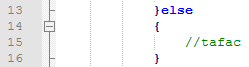 13 }else
14 {
15 //tafac
16 }